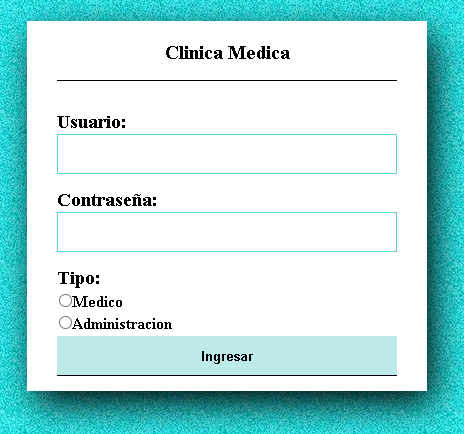 Clinica Medica
Usuario:
Contraseña:
Tipo:
Medico
Administracion
Ingresar